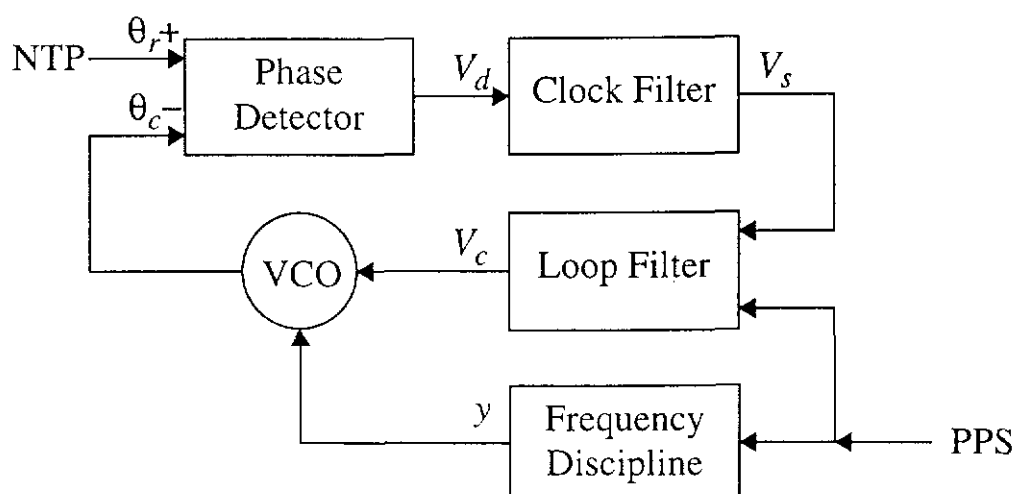 NTP
θr+
θc−
Phase
Detector
Vd
Clock Filter
Vs
VCO
Vc
Loop Filter
y
Frequency
Discipline
PPS